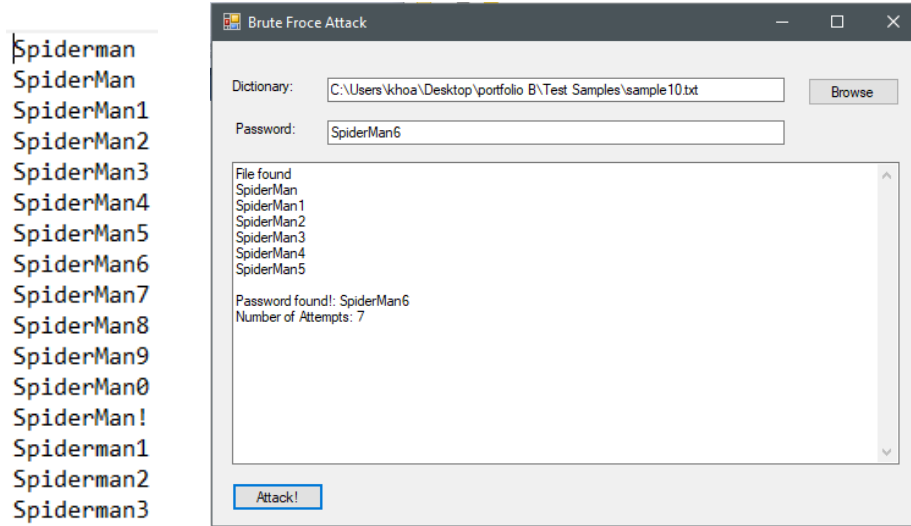 Spiderman
SpiderMan
SpiderMan1
SpiderMan2
SpiderMan3
SpiderMan4
SpiderMan5
SpiderMan6
SpiderMan7
SpiderMan8
SpiderMan9
SpiderMan0
SpiderMan!
Spiderman1
Spiderman2
Spiderman3
Brute Froce Attack
Dictionary: C:\Users\khoa\Desktop\portfolio B\Test Samples\sample10.txt Browse
Password: SpiderMan6
File found
SpiderMan
SpiderMan1
SpiderMan2
SpiderMan3
SpiderMan4
SpiderMan5
Password found!: SpiderMan6
Number of Attempts: 7
Attack!